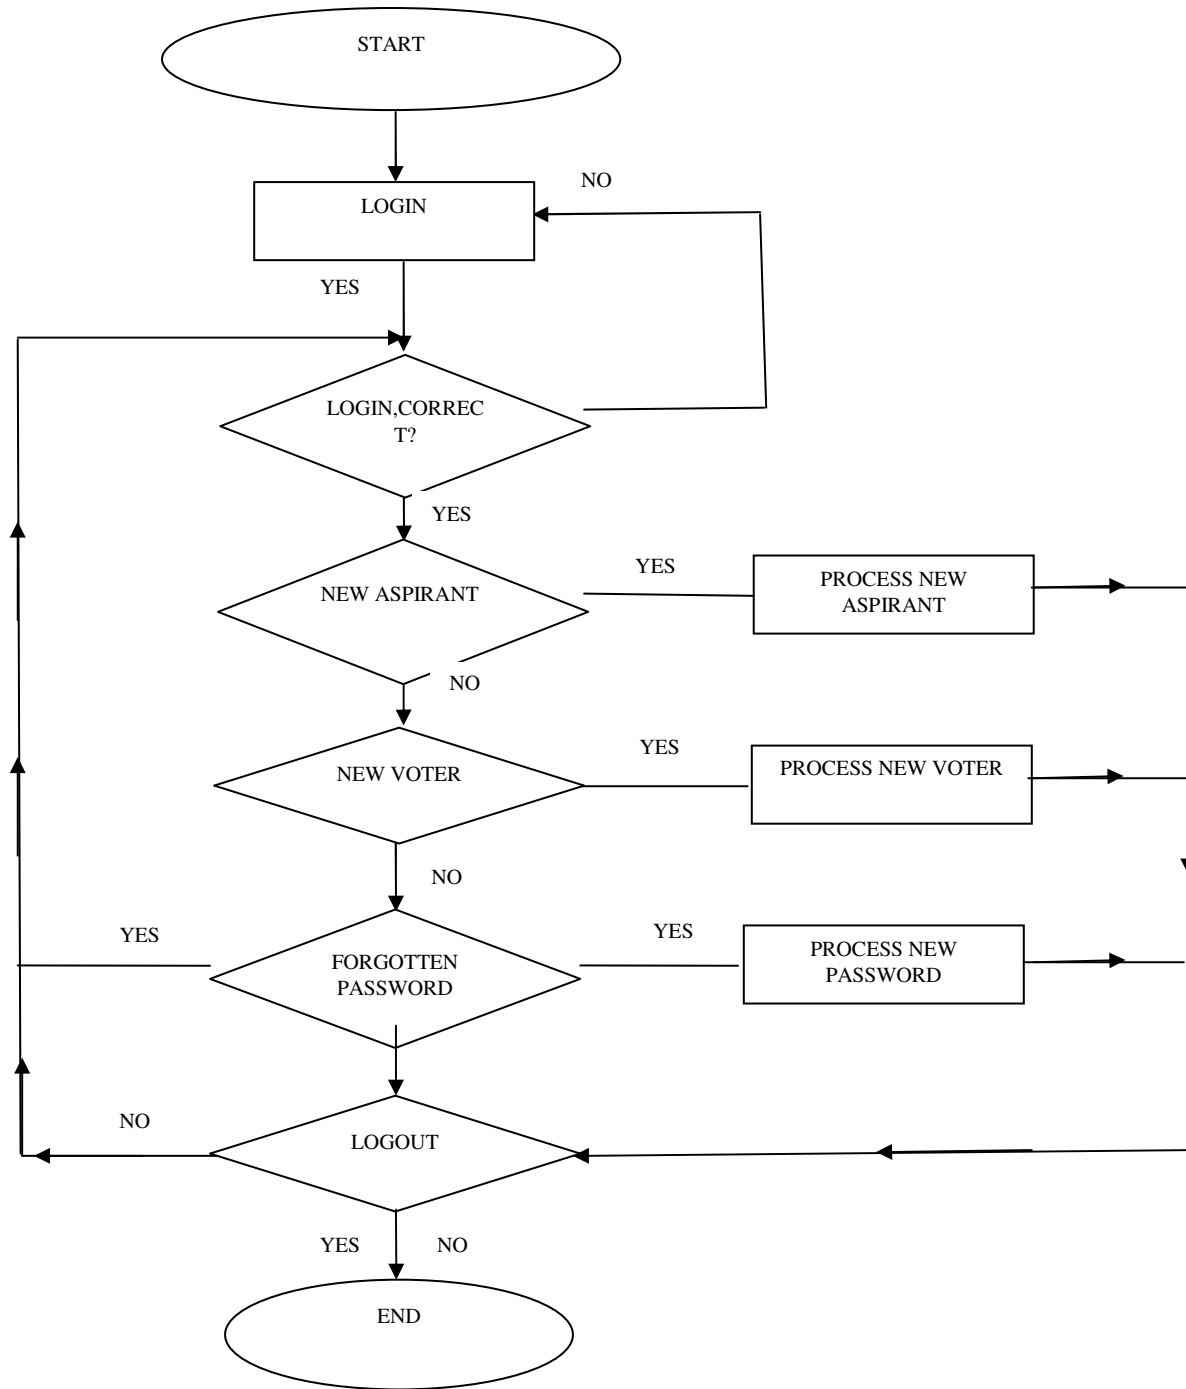 START
NO
LOGIN
YES
LOGIN,CORREC
T?
YES
NEW ASPIRANT
YES
PROCESS NEW
ASPIRANT
NO
NEW VOTER
YES
PROCESS NEW VOTER
NO
YES
FORGOTTEN
PASSWORD
YES
PROCESS NEW
PASSWORD
NO
LOGOUT
YES
NO
END